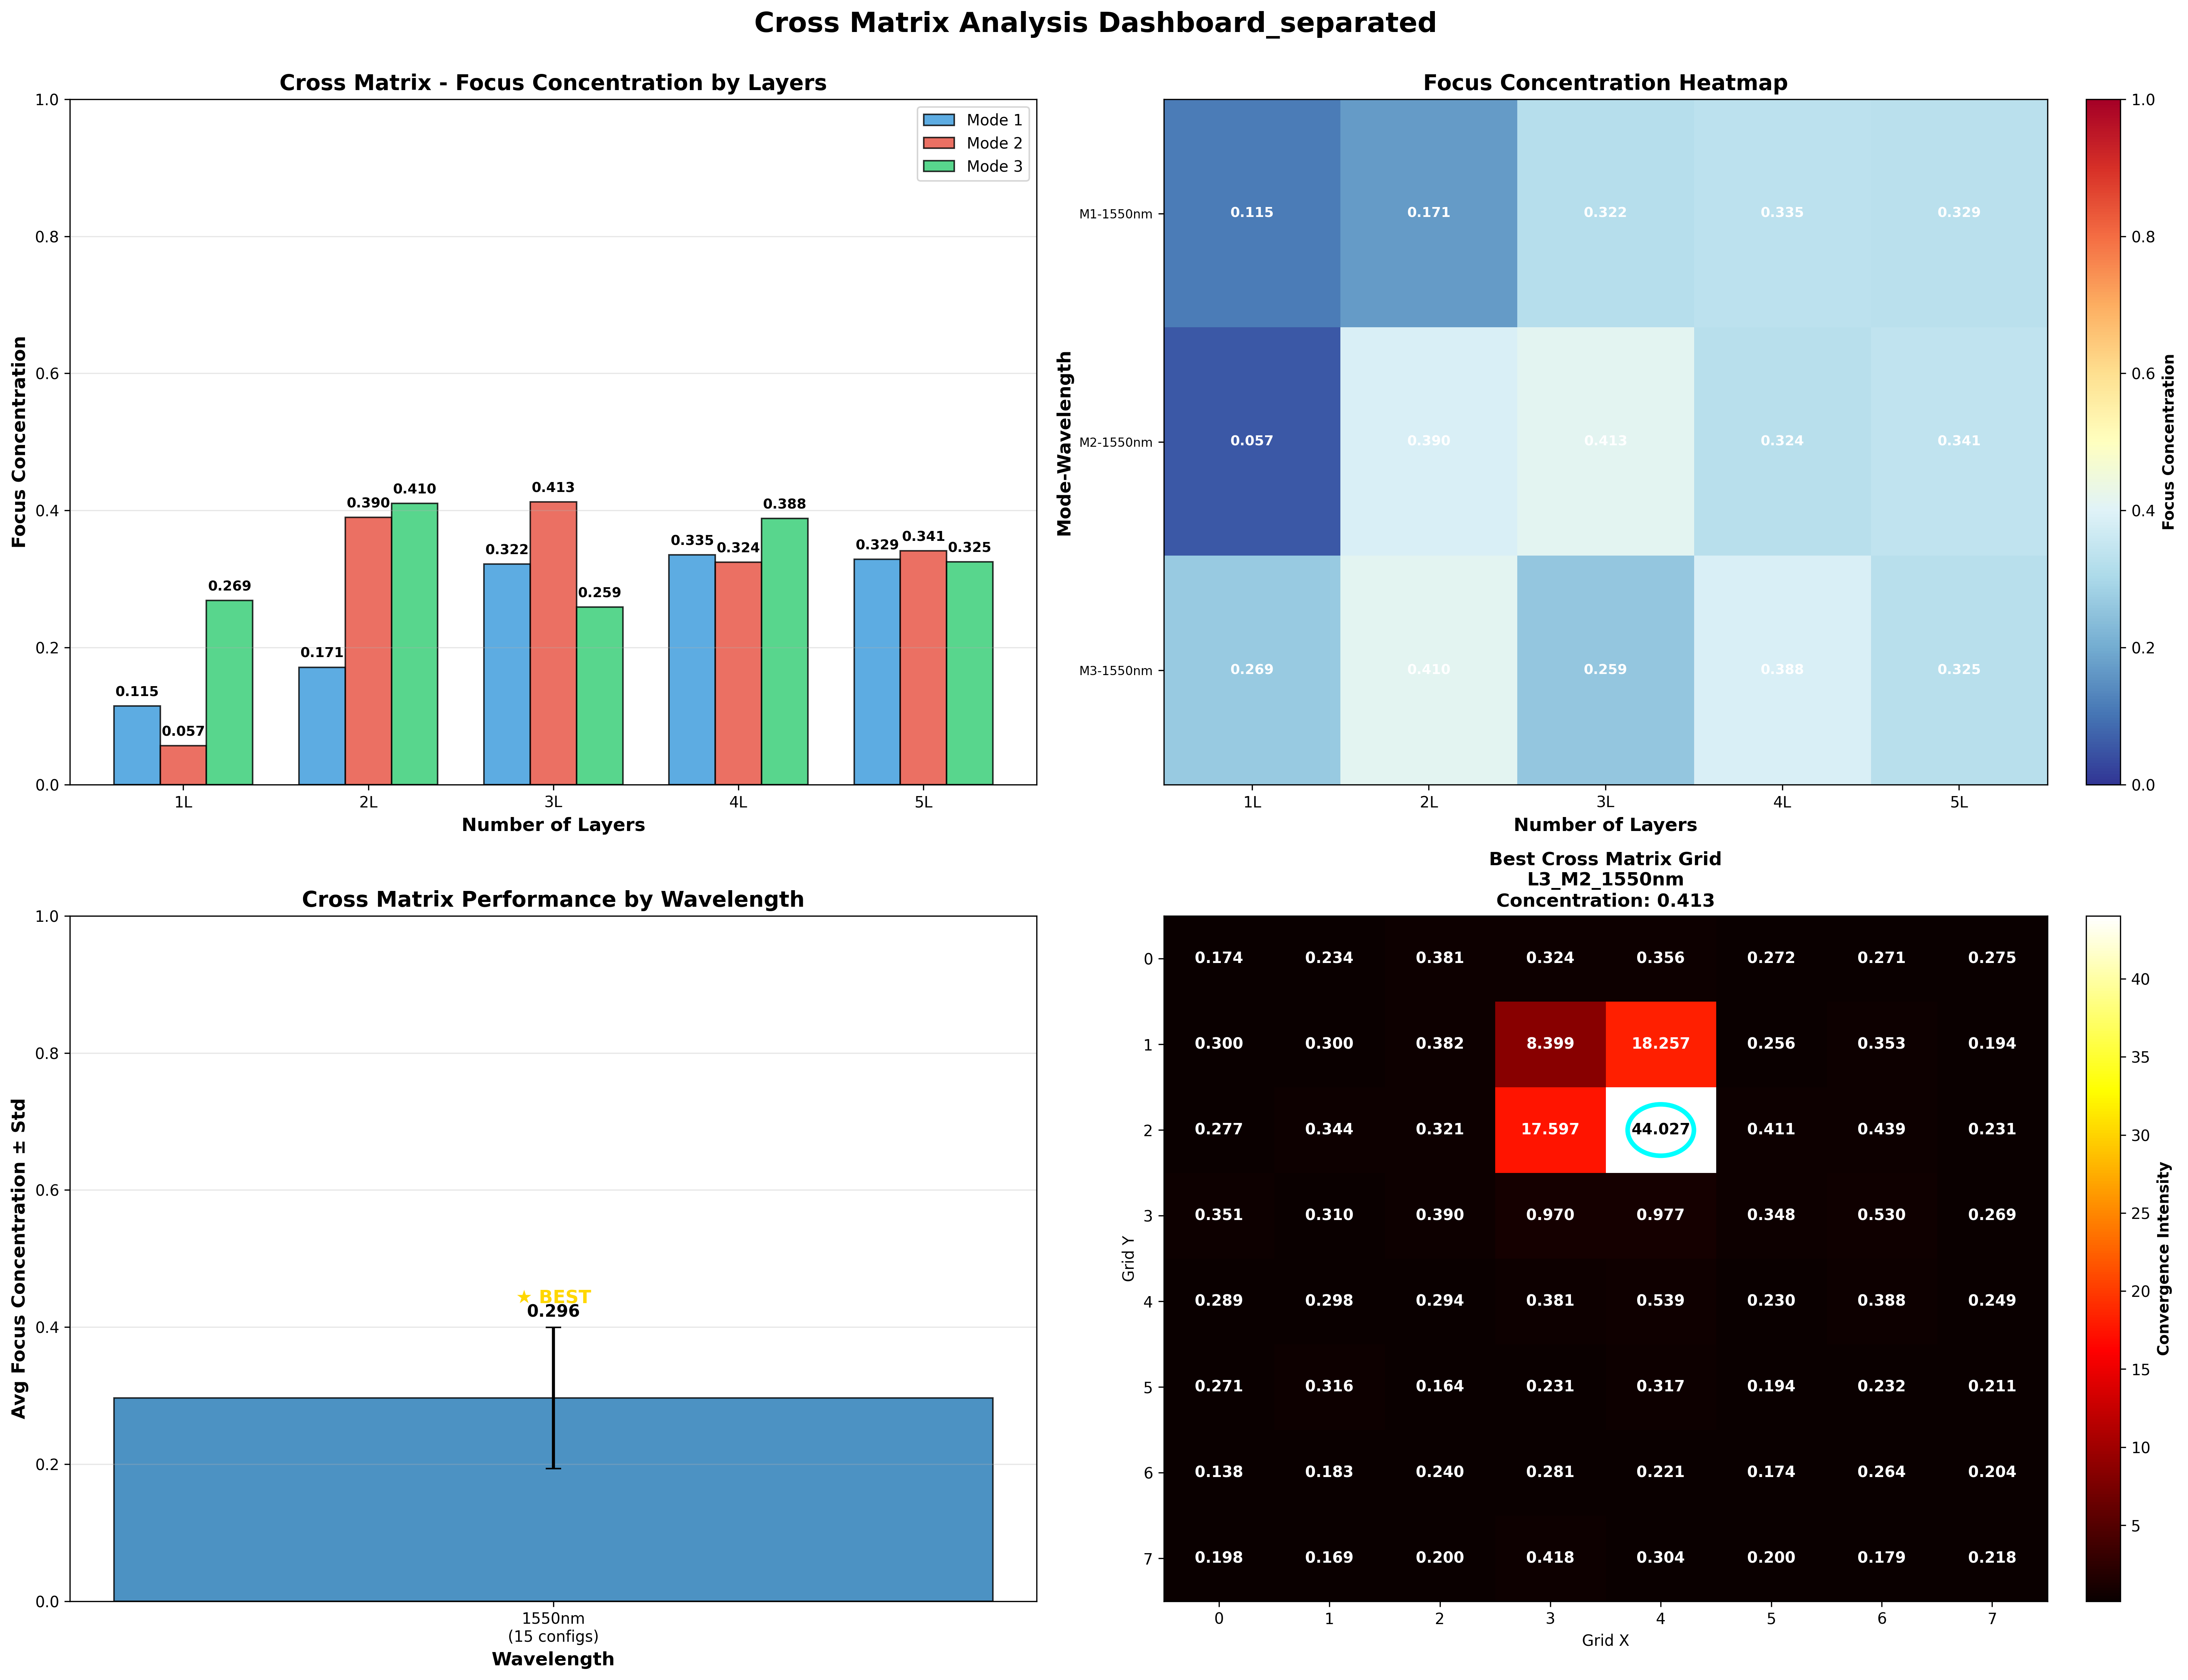 Cross Matrix Analysis Dashboard_separated
Cross Matrix - Focus Concentration by Layers
Focus Concentration
1.0
0.8
0.6
0.4
0.2
0.0
Mode 1
Mode 2
Mode 3
0.115
0.057
0.269
0.171
0.390
0.410
0.322
0.413
0.259
0.335
0.324
0.388
0.329
0.341
0.325
1L 2L 3L 4L 5L
Number of Layers
Focus Concentration Heatmap
Mode-Wavelength
M1-1550nm 0.115 0.171 0.322 0.335 0.329
M2-1550nm 0.057 0.390 0.413 0.324 0.341
M3-1550nm 0.269 0.410 0.259 0.388 0.325
1L 2L 3L 4L 5L
Number of Layers
1.0
0.8
0.6
0.4
0.2
0.0
Focus Concentration
Cross Matrix Performance by Wavelength
Avg Focus Concentration ± Std
1.0
0.8
0.6
0.4
0.2
0.0
★ BEST
0.296
1550nm
(15 configs)
Wavelength
Best Cross Matrix Grid
L3_M2_1550nm
Concentration: 0.413
Grid Y
0 0.174 0.234 0.381 0.324 0.356 0.272 0.271 0.275
1 0.300 0.300 0.382 8.399 18.257 0.256 0.353 0.194
2 0.277 0.344 0.321 17.597 44.027 0.411 0.439 0.231
3 0.351 0.310 0.390 0.970 0.977 0.348 0.530 0.269
4 0.289 0.298 0.294 0.381 0.539 0.230 0.388 0.249
5 0.271 0.316 0.164 0.231 0.317 0.194 0.232 0.211
6 0.138 0.183 0.240 0.281 0.221 0.174 0.264 0.204
7 0.198 0.169 0.200 0.418 0.304 0.200 0.179 0.218
0 1 2 3 4 5 6 7
Grid X
40
35
30
25
20
15
10
5
Convergence Intensity